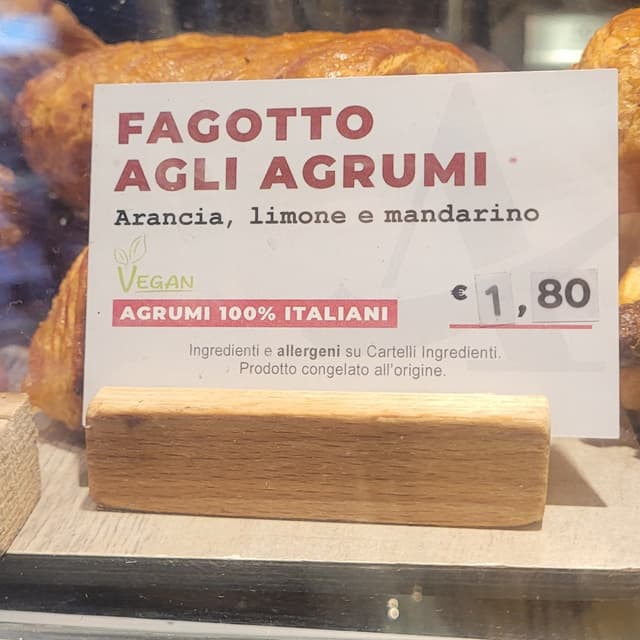 FAGOTTO
AGLI AGRUMI
Arancia, limone e mandarino
VEGAN
€ 1,80
AGRUMI 100% ITALIANI
Ingredienti e allergeni su Cartelli Ingredienti.
Prodotto congelato all'origine.